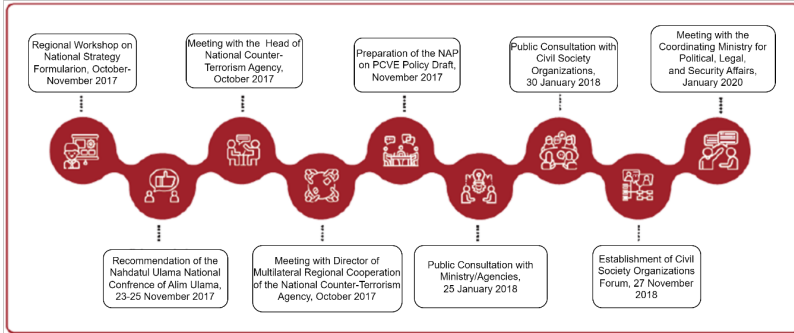 Regional Workshop on
National Strategy
Formularion, October-
November 2017
Meeting with the Head of
National Counter-
Terrorism Agency,
October 2017
Preparation of the NAP
on PCVE Policy Draft,
November 2017
Public Consultation with
Civil Society
Organizations,
30 January 2018
Meeting with the
Coordinating Ministry for
Political, Legal,
and Security Affairs,
January 2020
Recommendation of the
Nahdatul Ulama National
Confrence of Alim Ulama,
23-25 November 2017
Meeting with Director of
Multilateral Regional Cooperation
of the National Counter-Terrorism
Agency, October 2017
Public Consultation with
Ministry/Agencies,
25 January 2018
Establishment of Civil
Society Organizations
Forum, 27 November
2018